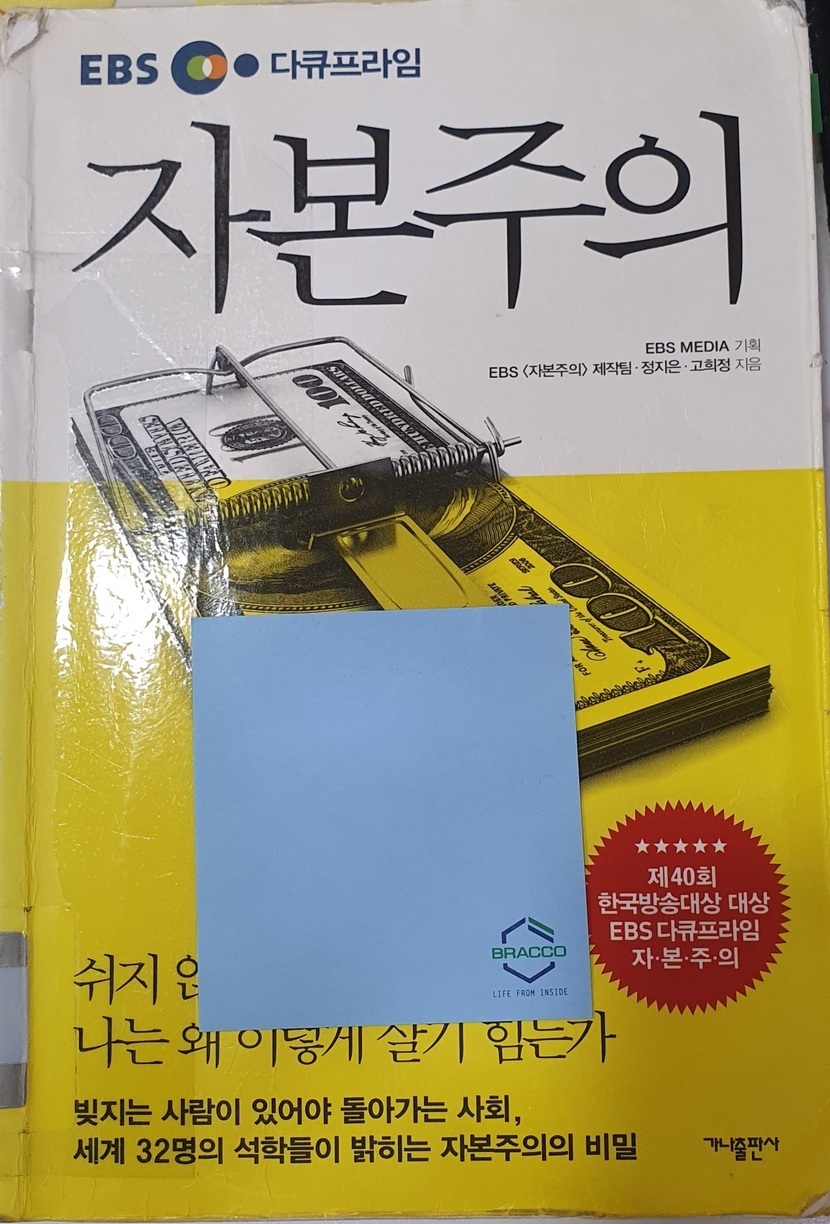 EBS 다큐프라임
자본주의
EBS MEDIA 기획
EBS 〈자본주의〉 제작팀·정지은·고희정 지음
100
100
★★★★★
제40회
한국방송대상 대상
EBS 다큐프라임
자·본·주·의
BRACCO
LIFE FROM INSIDE
쉬지
나는 왜 이렇게 살기 힘든가
빚지는 사람이 있어야 돌아가는 사회,
세계 32명의 석학들이 밝히는 자본주의의 비밀
가나출판사